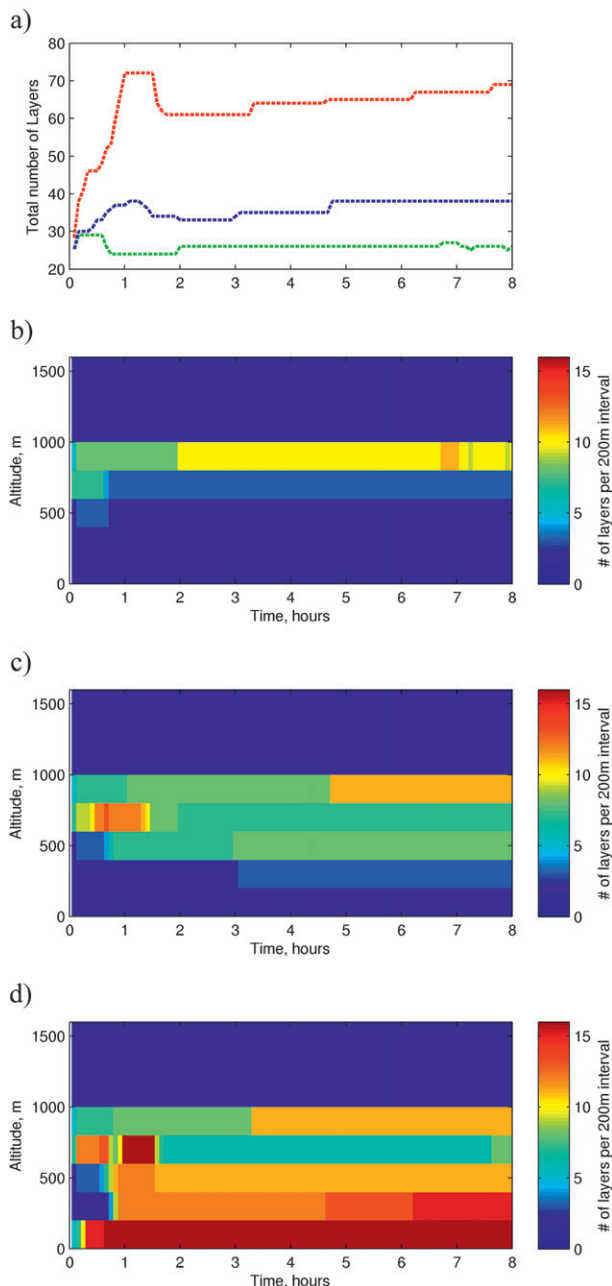 a)
80
70
60
50
40
30
20
Total number of Layers
0 1 2 3 4 5 6 7 8
b)
1500
1000
500
0
Altitude, m
0 1 2 3 4 5 6 7 8
Time, hours
15
10
5
0
# of layers per 200m interval
c)
1500
1000
500
0
Altitude, m
0 1 2 3 4 5 6 7 8
Time, hours
15
10
5
0
# of layers per 200m interval
d)
1500
1000
500
0
Altitude, m
0 1 2 3 4 5 6 7 8
Time, hours
15
10
5
0
# of layers per 200m interval